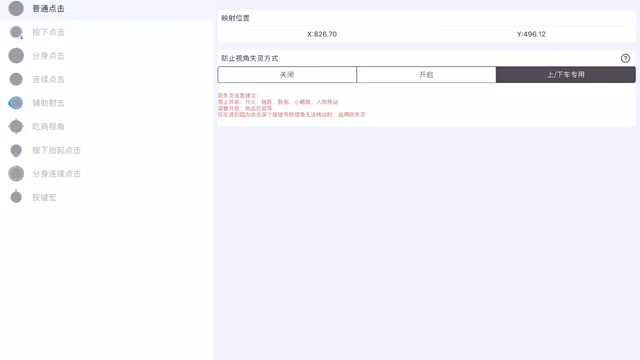 普通点击
按下点击
分身点击
连续点击
辅助射击
吃鸡视角
按下抬起点击
分身连续点击
按键宏
映射位置
X:826.70 Y:496.12
防止视角失灵方式
关闭 开启 上/下车专用
防失灵设置建议:
禁止开启: 开火、跳跃、卧倒、小眼睛、人物移动
需要开启: 物品拾取等
仅在遇到因为点击某个按键导致视角无法移动时，启用防失灵